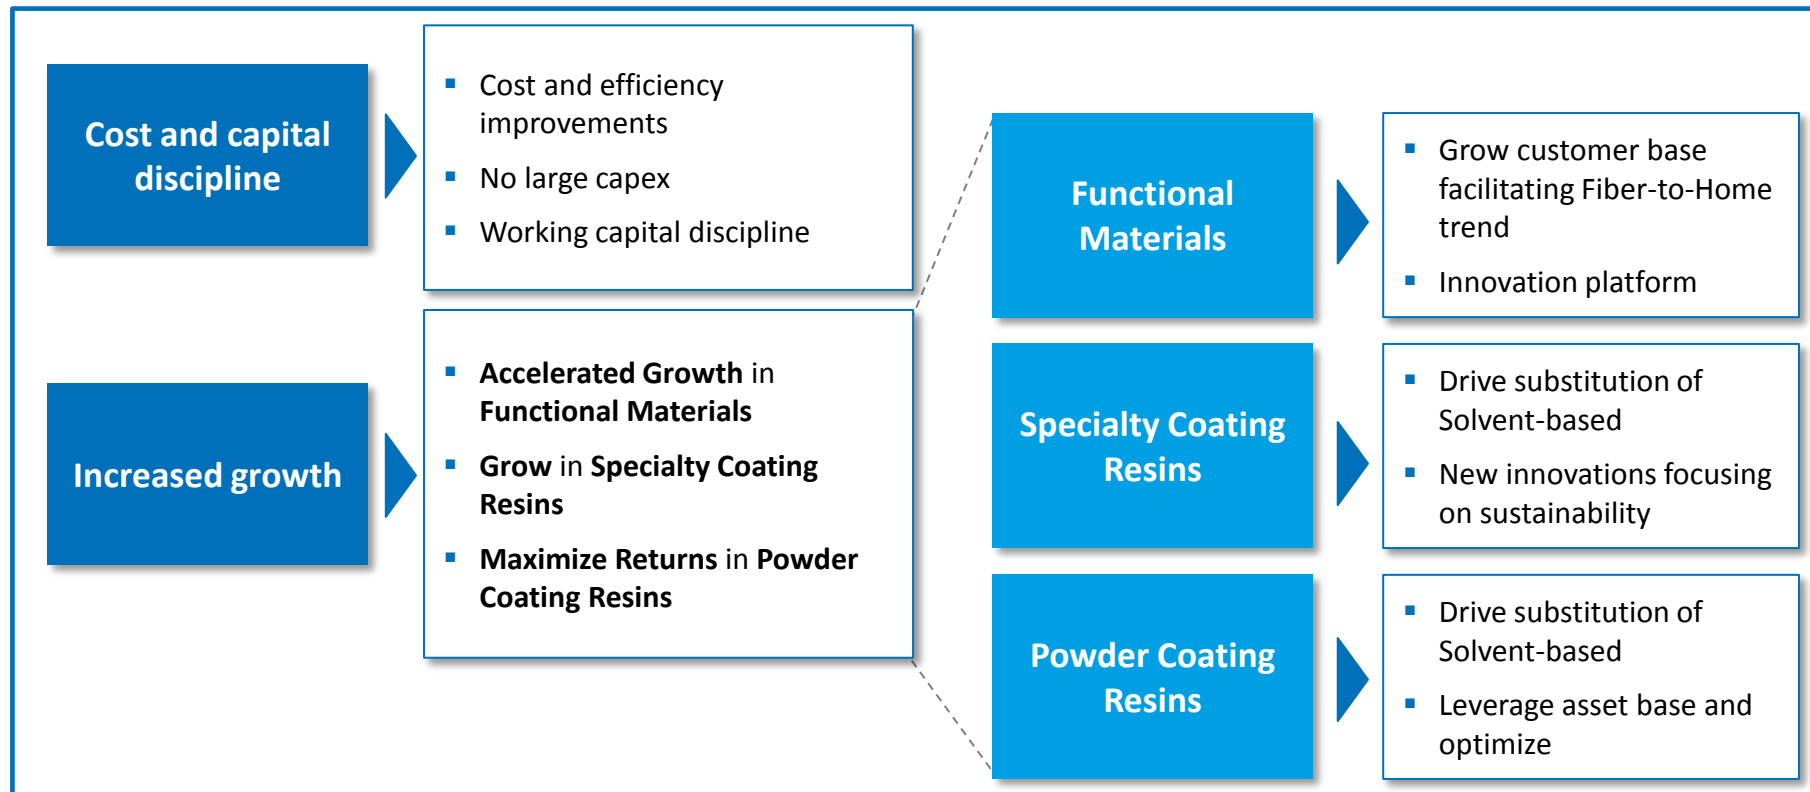 Cost and capital
discipline
Cost and efficiency
improvements
No large capex
Working capital discipline
Increased growth
Accelerated Growth in
Functional Materials
Grow in Specialty Coating
Resins
Maximize Returns in Powder
Coating Resins
Functional
Materials
Grow customer base
facilitating Fiber-to-Home
trend
Innovation platform
Specialty Coating
Resins
Drive substitution of
Solvent-based
New innovations focusing
on sustainability
Powder Coating
Resins
Drive substitution of
Solvent-based
Leverage asset base and
optimize